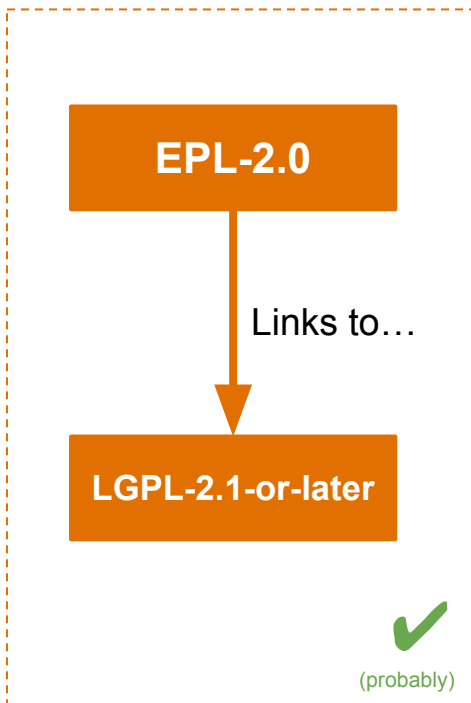 EPL-2.0
Links to…
LGPL-2.1-or-later
✔
(probably)